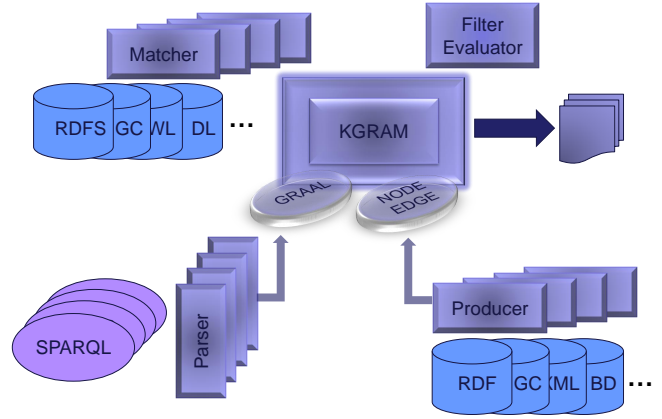 Filter
Evaluator
Matcher
RDFS GC WL DL ...
KGRAM
GRAAL
NODE
EDGE
SPARQL
Parser
Producer
RDF GC XML BD ...